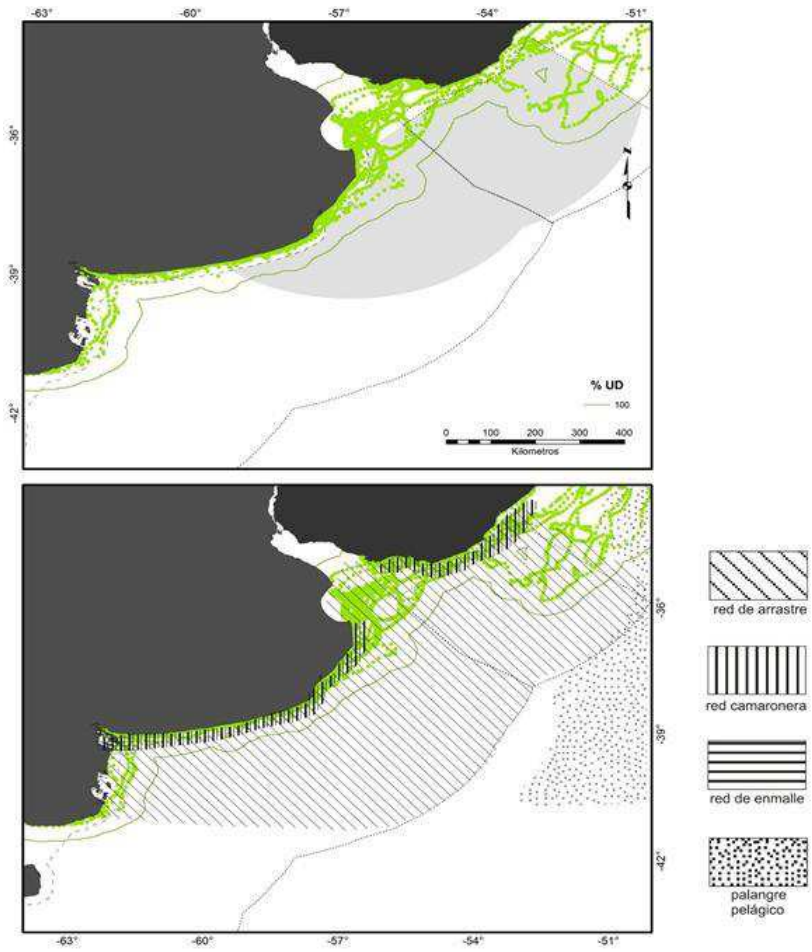 -63° -60° -57° -54° -51°
-36°
-39°
-42°
N
% UD
100
0 100 200 300 400
Kilometros
-36°
-39°
-42°
-63° -60° -57° -54° -51°
red de arrastre
red camaronera
red de enmalle
palangre
pelágico